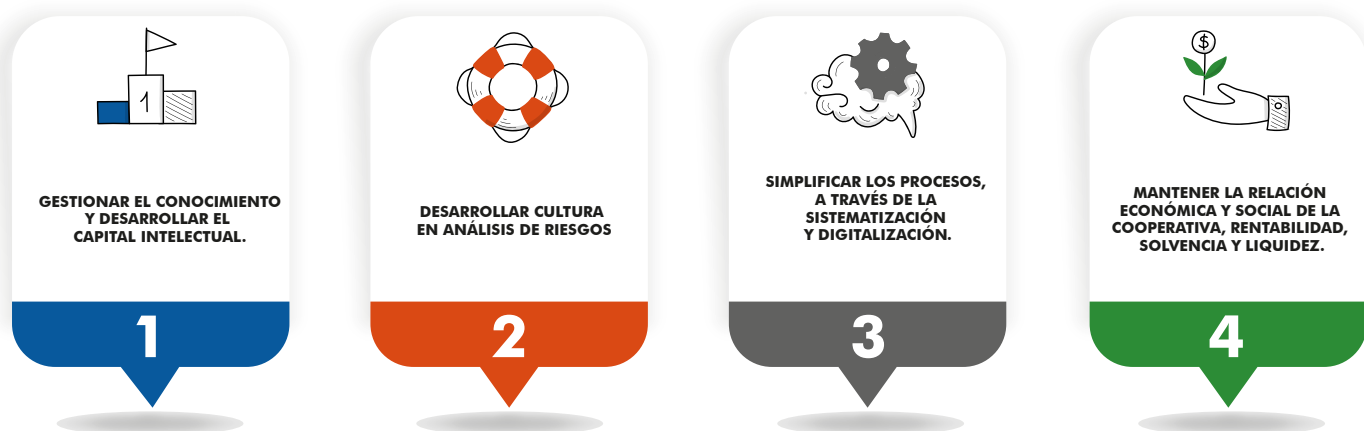 1
GESTIONAR EL CONOCIMIENTO
Y DESARROLLAR EL
CAPITAL INTELECTUAL.
1
DESARROLLAR CULTURA
EN ANÁLISIS DE RIESGOS
2
SIMPLIFICAR LOS PROCESOS,
A TRAVÉS DE LA
SISTEMATIZACIÓN
Y DIGITALIZACIÓN.
3
$
MANTENER LA RELACIÓN
ECONÓMICA Y SOCIAL DE LA
COOPERATIVA, RENTABILIDAD,
SOLVENCIA Y LIQUIDEZ.
4